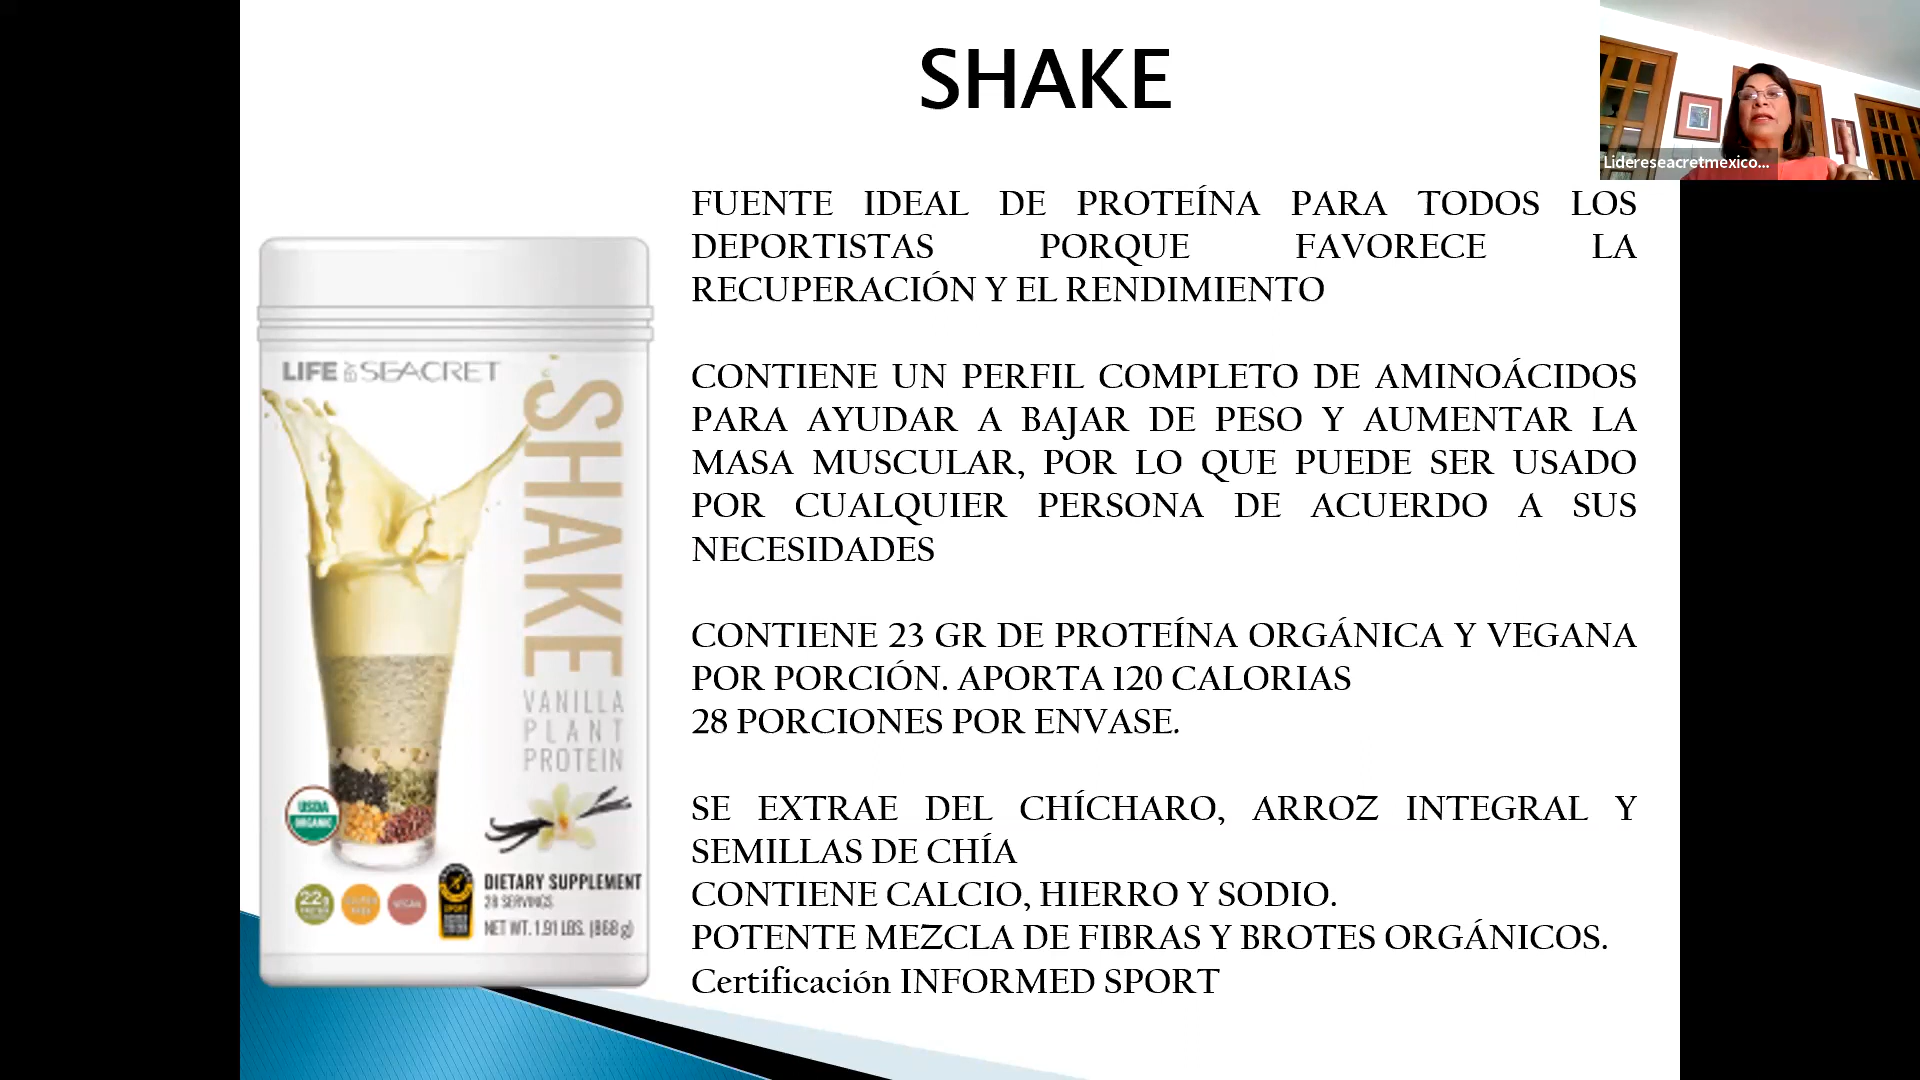 SHAKE
Lidereseacretmexico...
FUENTE IDEAL DE PROTEÍNA PARA TODOS LOS
DEPORTISTAS PORQUE FAVORECE LA
RECUPERACIÓN Y EL RENDIMIENTO
CONTIENE UN PERFIL COMPLETO DE AMINOÁCIDOS
PARA AYUDAR A BAJAR DE PESO Y AUMENTAR LA
MASA MUSCULAR, POR LO QUE PUEDE SER USADO
POR CUALQUIER PERSONA DE ACUERDO A SUS
NECESIDADES
CONTIENE 23 GR DE PROTEÍNA ORGÁNICA Y VEGANA
POR PORCIÓN. APORTA 120 CALORIAS
28 PORCIONES POR ENVASE.
SE EXTRAE DEL CHÍCHARO, ARROZ INTEGRAL Y
SEMILLAS DE CHÍA
CONTIENE CALCIO, HIERRO Y SODIO.
POTENTE MEZCLA DE FIBRAS Y BROTES ORGÁNICOS.
Certificación INFORMED SPORT
LIFE BY SEACRET
SHAKE
VANILLA
PLANT
PROTEIN
USDA
ORGANIC
22g
VEGAN
SPORT
DIETARY SUPPLEMENT
28 SERVINGS
NET WT. 1.91 LBS. (868 g)